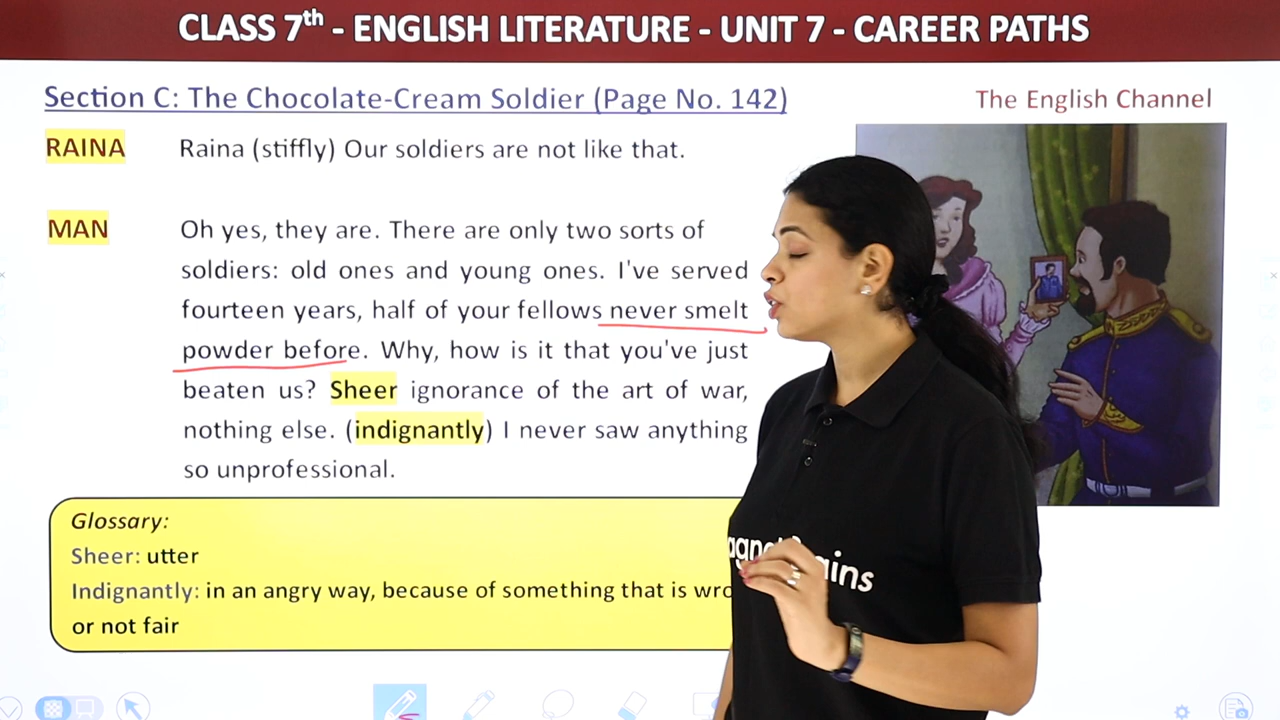 CLASS 7th - ENGLISH LITERATURE - UNIT 7 - CAREER PATHS
Section C: The Chocolate-Cream Soldier (Page No. 142)
The English Channel
RAINA Raina (stiffly) Our soldiers are not like that.
MAN Oh yes, they are. There are only two sorts of
soldiers: old ones and young ones. I've served
fourteen years, half of your fellows never smelt
powder before. Why, how is it that you've just
beaten us? Sheer ignorance of the art of war,
nothing else. (indignantly) I never saw anything
so unprofessional.
Glossary:
Sheer: utter
Indignantly: in an angry way, because of something that is
or not fair